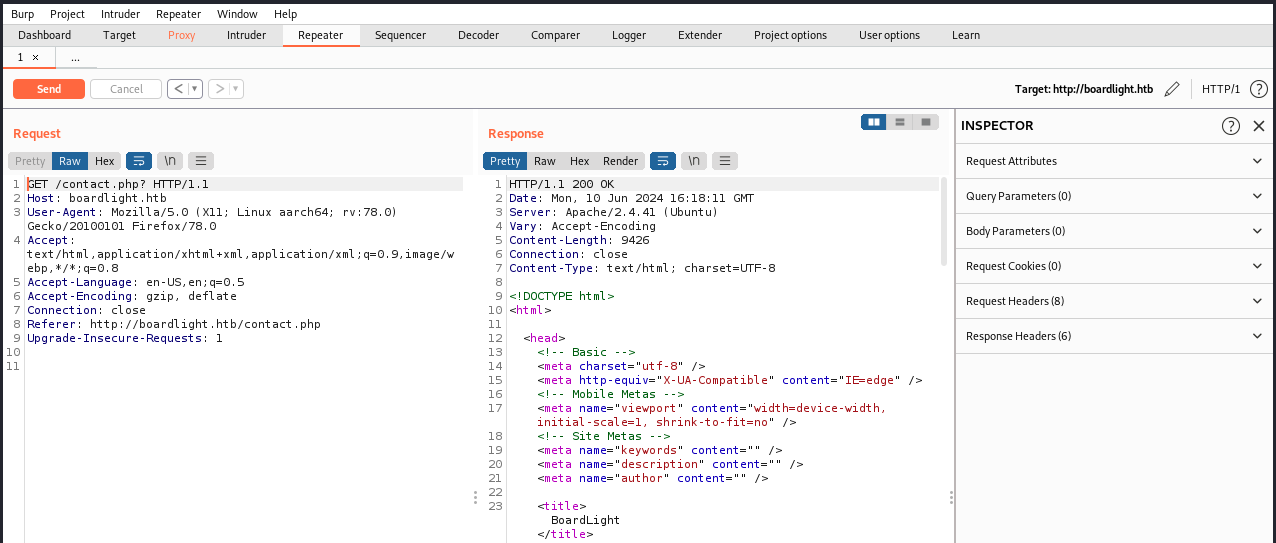 Burp Project Intruder Repeater Window Help
Dashboard Target Proxy Intruder Repeater Sequencer Decoder Comparer Logger Extender Project options User options Learn
1 × ...
Send Cancel < > Target: http://boardlight.htb HTTP/1 ?
Request
Pretty Raw Hex \n
1 GET /contact.php? HTTP/1.1
2 Host: boardlight.htb
3 User-Agent: Mozilla/5.0 (X11; Linux aarch64; rv:78.0)
Gecko/20100101 Firefox/78.0
4 Accept:
text/html,application/xhtml+xml,application/xml;q=0.9,image/w
ebp,*/*;q=0.8
5 Accept-Language: en-US,en;q=0.5
6 Accept-Encoding: gzip, deflate
7 Connection: close
8 Referer: http://boardlight.htb/contact.php
9 Upgrade-Insecure-Requests: 1
10
11
Response
Pretty Raw Hex Render \n
1 HTTP/1.1 200 OK
2 Date: Mon, 10 Jun 2024 16:18:11 GMT
3 Server: Apache/2.4.41 (Ubuntu)
4 Vary: Accept-Encoding
5 Content-Length: 9426
6 Connection: close
7 Content-Type: text/html; charset=UTF-8
8
9 <!DOCTYPE html>
10 <html>
11
12 <head>
13 <!-- Basic -->
14 <meta charset="utf-8" />
15 <meta http-equiv="X-UA-Compatible" content="IE=edge" />
16 <!-- Mobile Metas -->
17 <meta name="viewport" content="width=device-width,
initial-scale=1, shrink-to-fit=no" />
18 <!-- Site Metas -->
19 <meta name="keywords" content="" />
20 <meta name="description" content="" />
21 <meta name="author" content="" />
22
23 <title>
BoardLight
</title>
INSPECTOR ?
Request Attributes
Query Parameters (0)
Body Parameters (0)
Request Cookies (0)
Request Headers (8)
Response Headers (6)